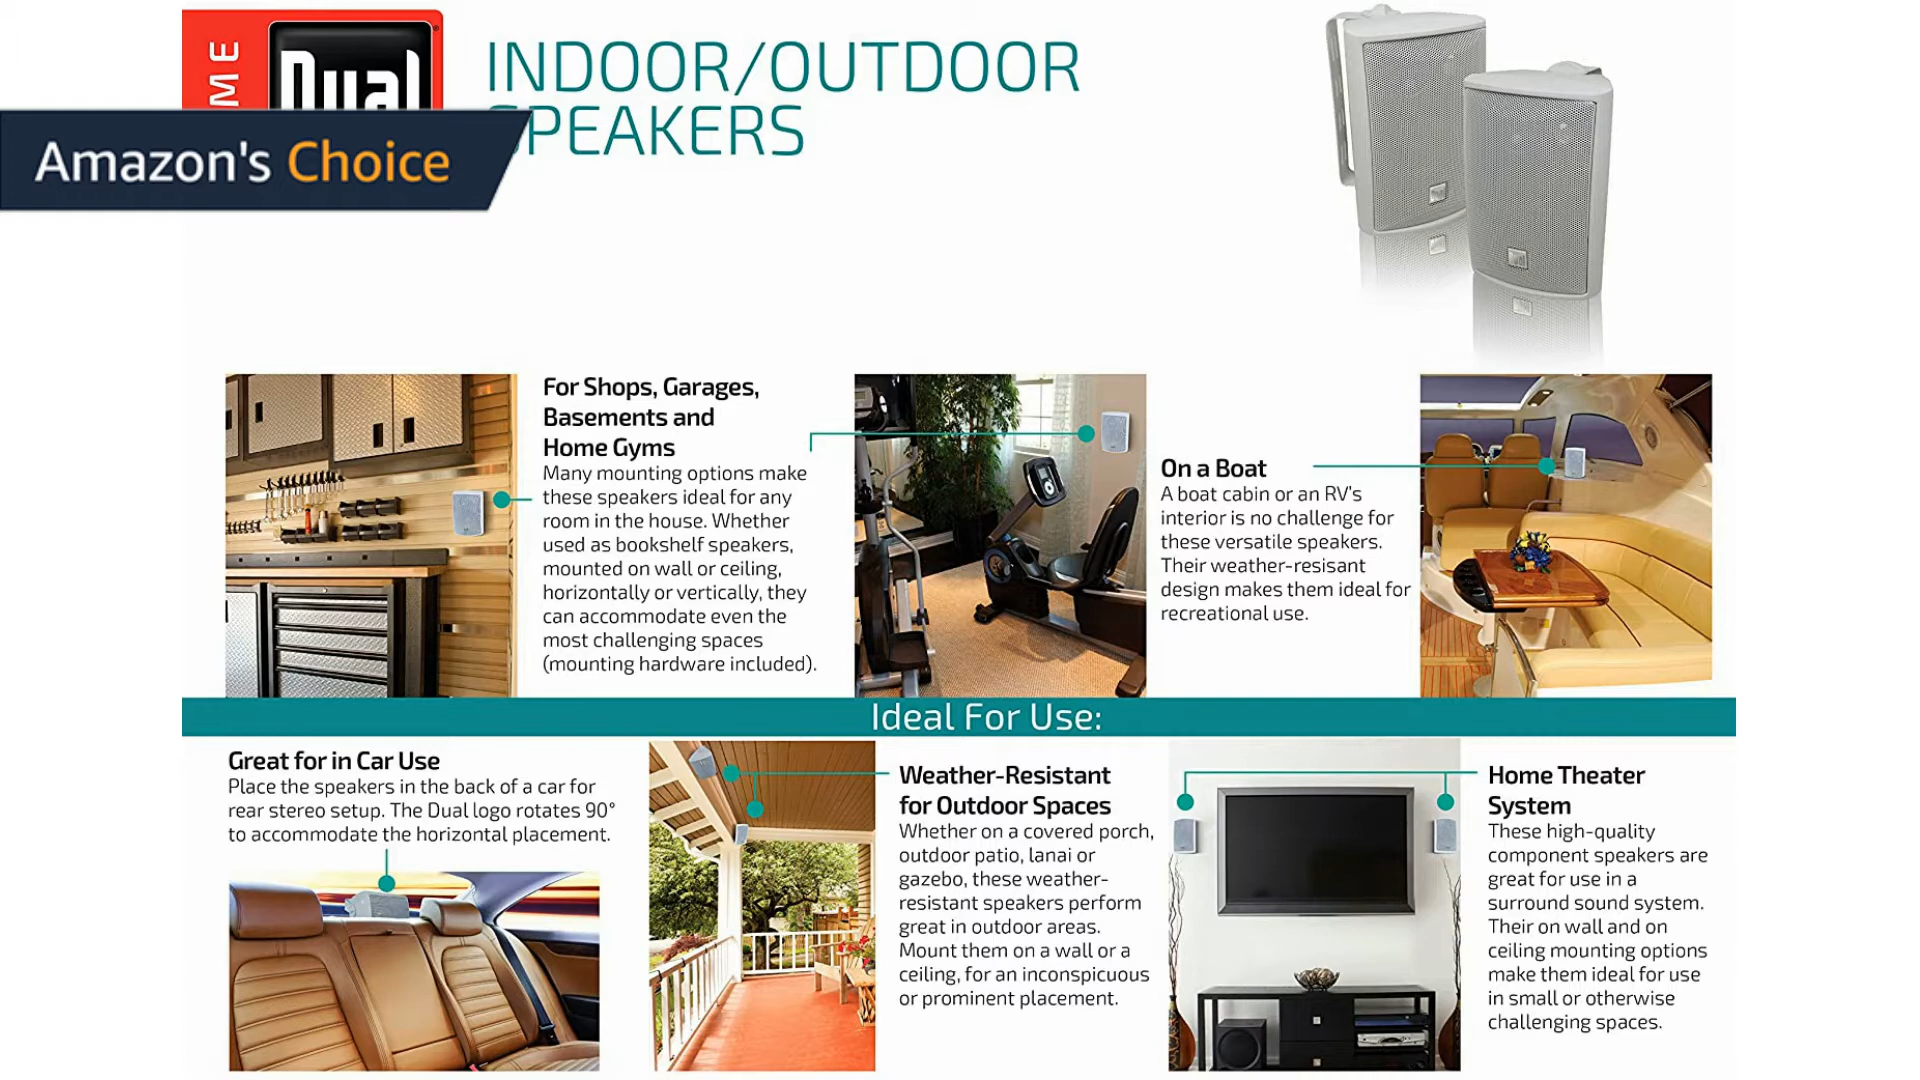 ME
Dual
INDOOR/OUTDOOR
SPEAKERS
Amazon's Choice
For Shops, Garages,
Basements and
Home Gyms
Many mounting options make
these speakers ideal for any
room in the house. Whether
used as bookshelf speakers,
mounted on wall or ceiling,
horizontally or vertically, they
can accommodate even the
most challenging spaces
(mounting hardware included).
On a Boat
A boat cabin or an RV's
interior is no challenge for
these versatile speakers.
Their weather-resisant
design makes them ideal for
recreational use.
Ideal For Use:
Great for in Car Use
Place the speakers in the back of a car for
rear stereo setup. The Dual logo rotates 90°
to accommodate the horizontal placement.
Weather-Resistant
for Outdoor Spaces
Whether on a covered porch,
outdoor patio, lanai or
gazebo, these weather-
resistant speakers perform
great in outdoor areas.
Mount them on a wall or a
ceiling, for an inconspicuous
or prominent placement.
Home Theater
System
These high-quality
component speakers are
great for use in a
surround sound system.
Their on wall and on
ceiling mounting options
make them ideal for use
in small or otherwise
challenging spaces.